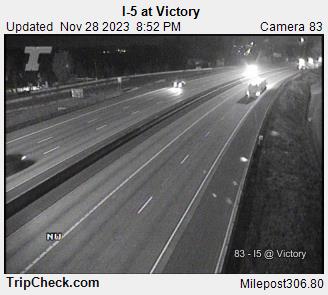 I-5 at Victory
Updated Nov 28 2023 8:52 PM Camera 83
T
NW
83 - I5 @ Victory
TripCheck.com Milepost306.80